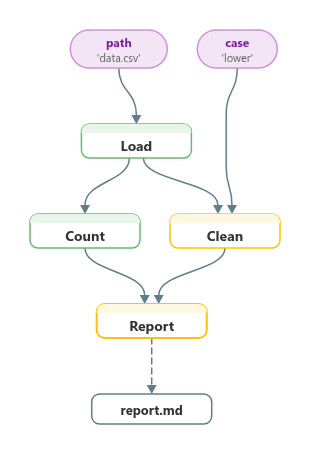 path
'data.csv'
case
'lower'
Load
Count
Clean
Report
report.md